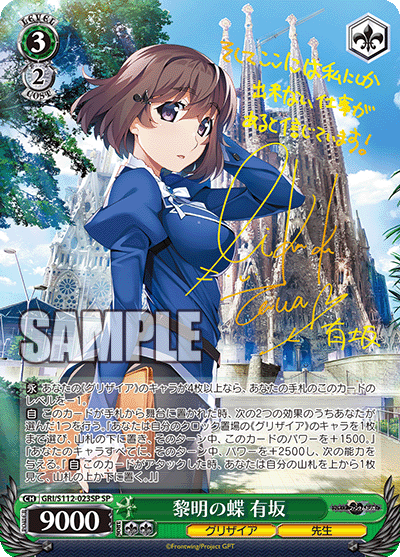 LEVEL
3
2
COST
そしてここには私にしか
出来ない仕事が
あると信じています!
有坂
SAMPLE
永 あなたの《グリザイア》のキャラが4枚以上なら、あなたの手札のこのカードの
レベルを-1。
自 このカードが手札から舞台に置かれた時、次の2つの効果のうちあなたが
選んだ1つを行う。『あなたは自分のクロック置場の《グリザイア》のキャラを1枚
選び、山札の下に置き、そのターン中、このカードのパワーを+1500。』
『あなたのキャラすべてに、そのターン中、パワーを+2500し、次の能力を
与える。『自 このカードがアタックした時、あなたは自分の山札を上から1枚
見て、山札の上か下に置く。』』
CH GRI/S112-023SP SP
POWER
9000
黎明の蝶 有坂
グリザイア
先生
©Frontwing/Project GPT